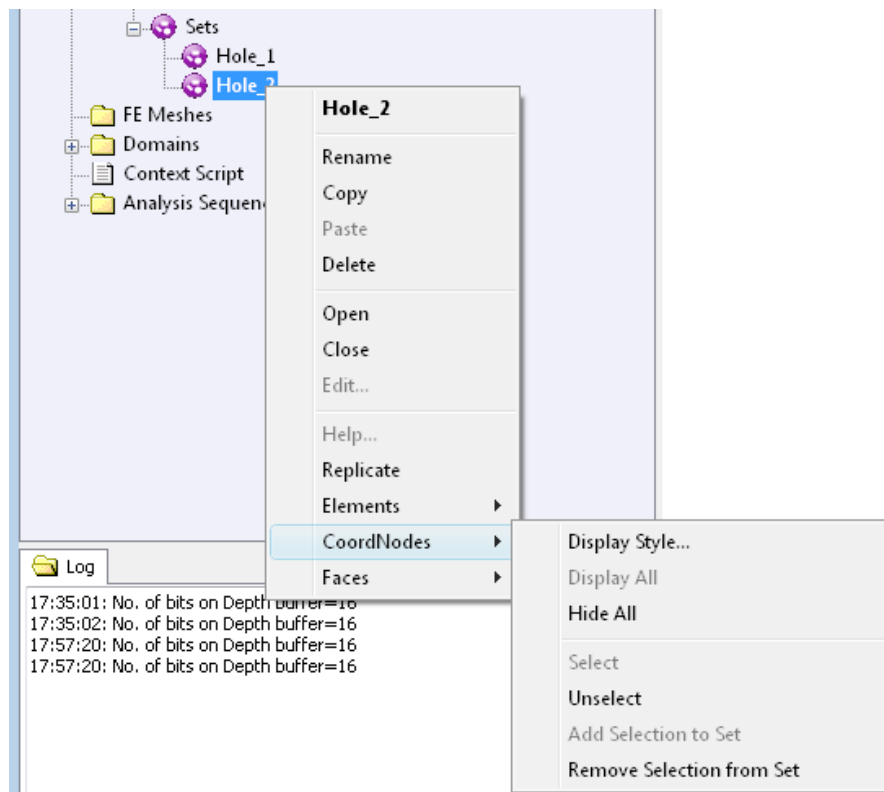 Sets
Hole_1
Hole_2
FE Meshes
Domains
Context Script
Analysis
Hole_2
Rename
Copy
Paste
Delete
Open
Close
Edit...
Help...
Replicate
Elements
CoordNodes
Faces
Display Style...
Display All
Hide All
Select
Unselect
Add Selection to Set
Remove Selection from Set
Log
17:35:01: No. of bits on Depth buffer=16
17:35:02: No. of bits on Depth buffer=16
17:57:20: No. of bits on Depth buffer=16
17:57:20: No. of bits on Depth buffer=16